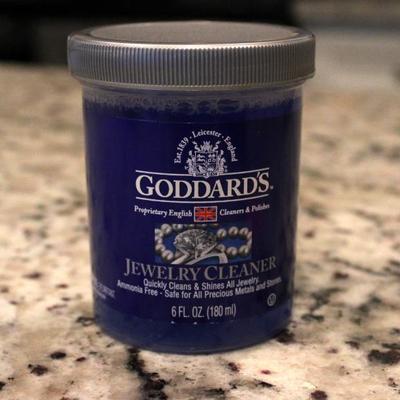 Est.1839 . Leicester . England
GODDARD'S
Proprietary English Cleaners & Polishes
JEWELRY CLEANER
Quickly Cleans & Shines All Jewelry.
Ammonia Free - Safe for All Precious Metals and Stones.
6 FL. OZ. (180 ml)